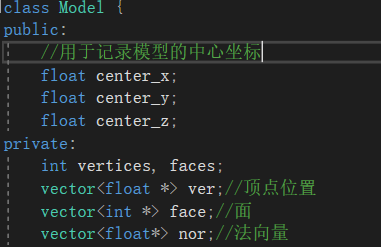 class Model {
public:
//用于记录模型的中心坐标
float center_x;
float center_y;
float center_z;
private:
int vertices, faces;
vector<float *> ver;//顶点位置
vector<int *> face;//面
vector<float*> nor;//法向量